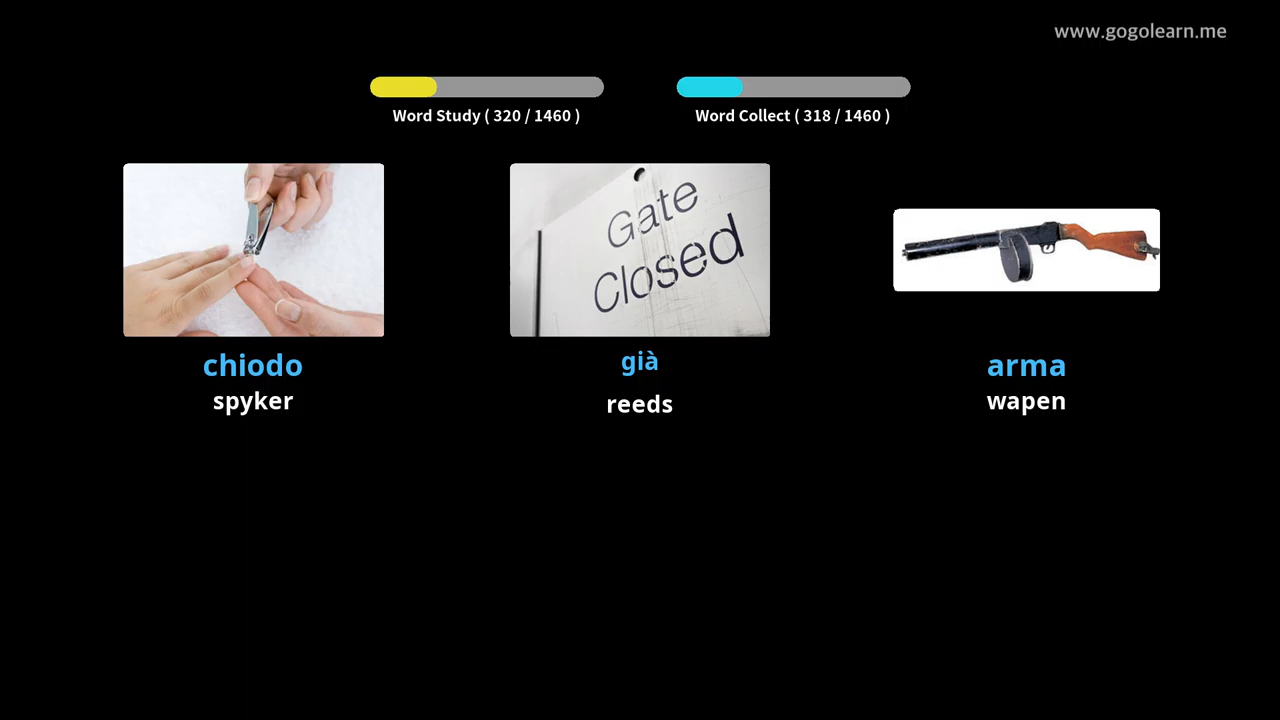 www.gogolearn.me
Word Study ( 320 / 1460 )
Word Collect ( 318 / 1460 )
Gate
Closed
chiodo
spyker
già
reeds
arma
wapen